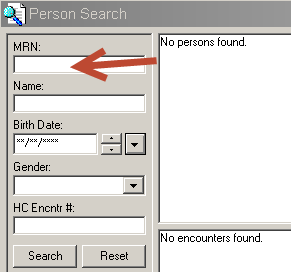 Person Search
MRN:
No persons found.
Name:
Birth Date:
**/**/****
Gender:
HC Encntr #:
Search
Reset
No encounters found.